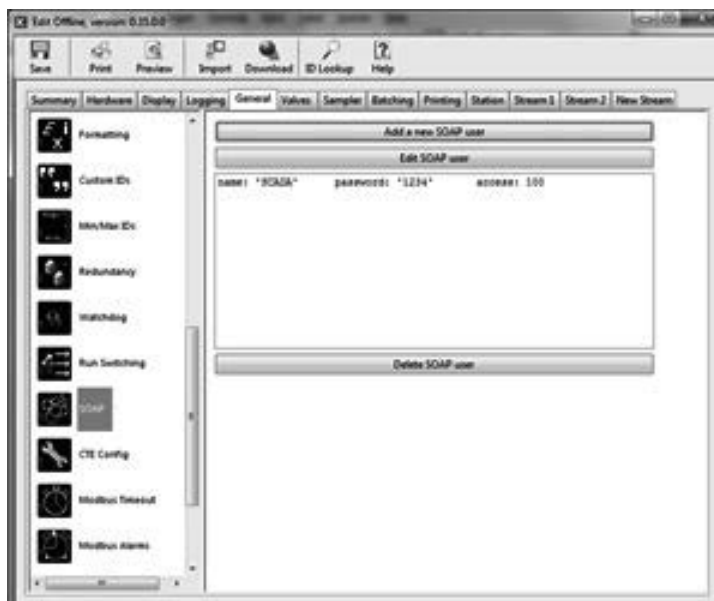 Edit Offline, version 0.15.0.0
Save Print Preview Import Download ID Lookup Help
Summary Hardware Display Logging General Valves Sampler Batching Printing Station Stream 1 Stream 2 New Stream
Formatting
Custom IDs
Min/Max IDs
Redundancy
Watchdog
Run Switching
SOAP
CTE Config
Modbus Timeout
Modbus Alarms
Add a new SOAP user
Edit SOAP user
name: "SCADA" password: "1234" access: 100
Delete SOAP user